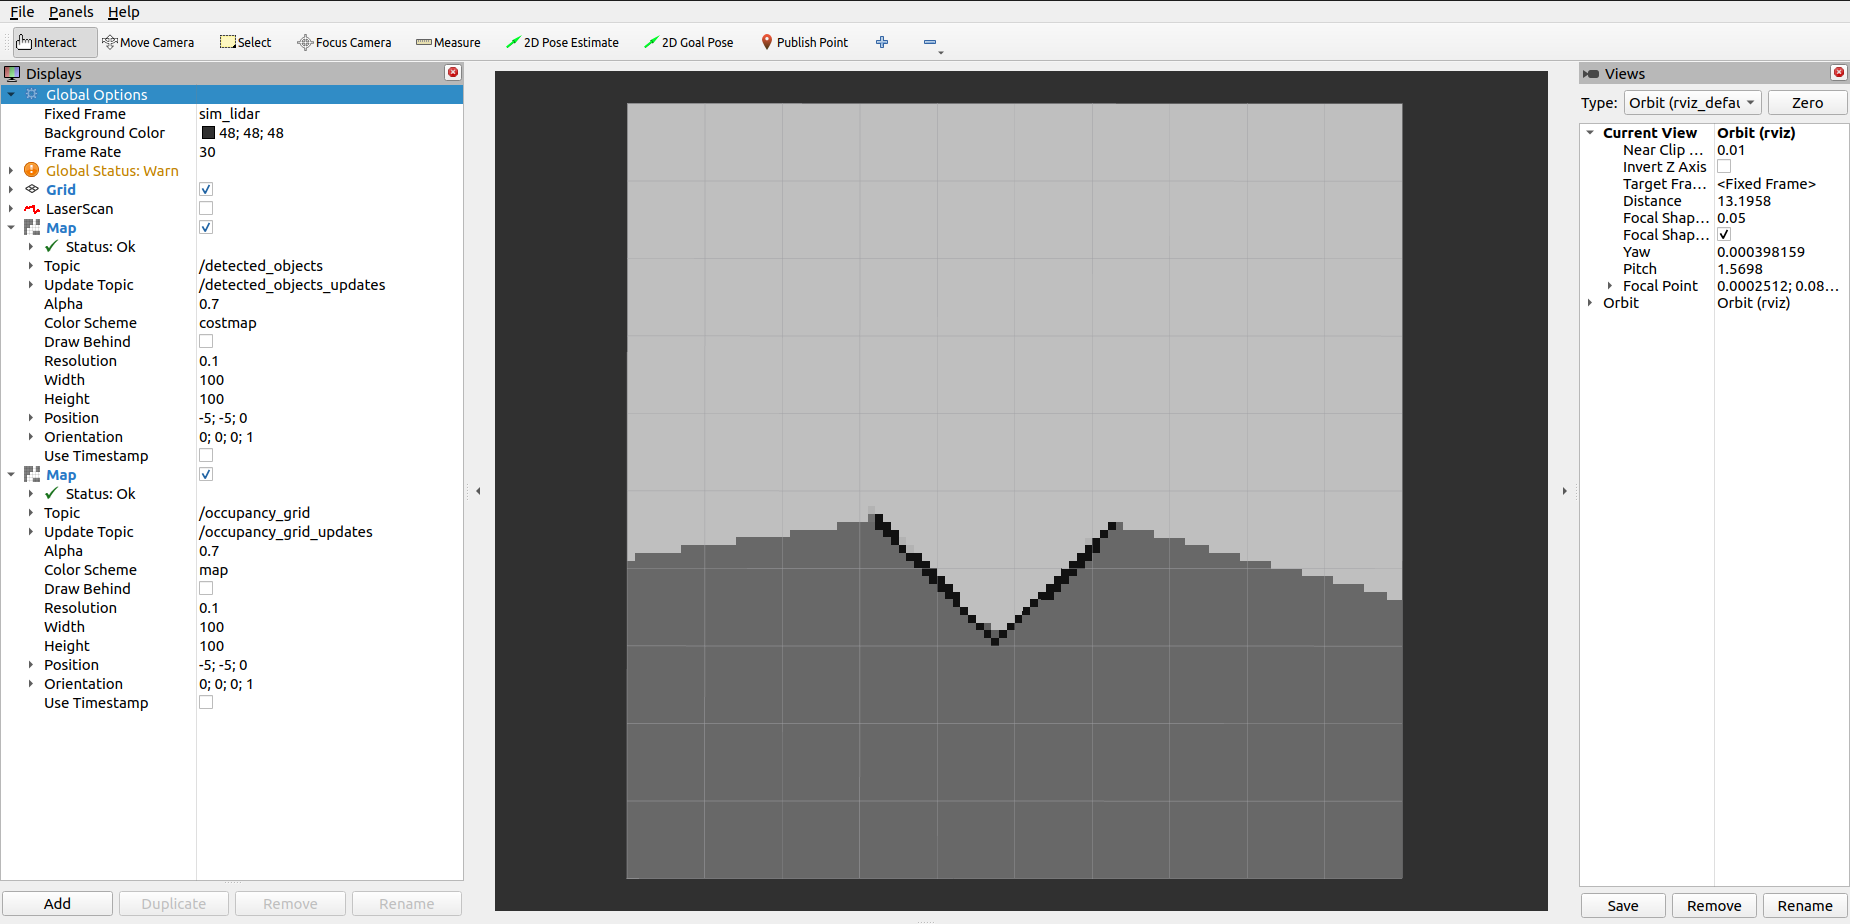 File Panels Help
Interact Move Camera Select Focus Camera Measure 2D Pose Estimate 2D Goal Pose Publish Point
Displays
Global Options
Fixed Frame sim_lidar
Background Color 48; 48; 48
Frame Rate 30
Global Status: Warn
Grid
LaserScan
Map
Status: Ok
Topic /detected_objects
Update Topic /detected_objects_updates
Alpha 0.7
Color Scheme costmap
Draw Behind
Resolution 0.1
Width 100
Height 100
Position -5; -5; 0
Orientation 0; 0; 0; 1
Use Timestamp
Map
Status: Ok
Topic /occupancy_grid
Update Topic /occupancy_grid_updates
Alpha 0.7
Color Scheme map
Draw Behind
Resolution 0.1
Width 100
Height 100
Position -5; -5; 0
Orientation 0; 0; 0; 1
Use Timestamp
Add Duplicate Remove Rename
Views
Type: Orbit (rviz_defau Zero
Current View Orbit (rviz)
Near Clip ... 0.01
Invert Z Axis
Target Fra... <Fixed Frame>
Distance 13.1958
Focal Shap... 0.05
Focal Shap...
Yaw 0.000398159
Pitch 1.5698
Focal Point 0.0002512; 0.08...
Orbit Orbit (rviz)
Save Remove Rename